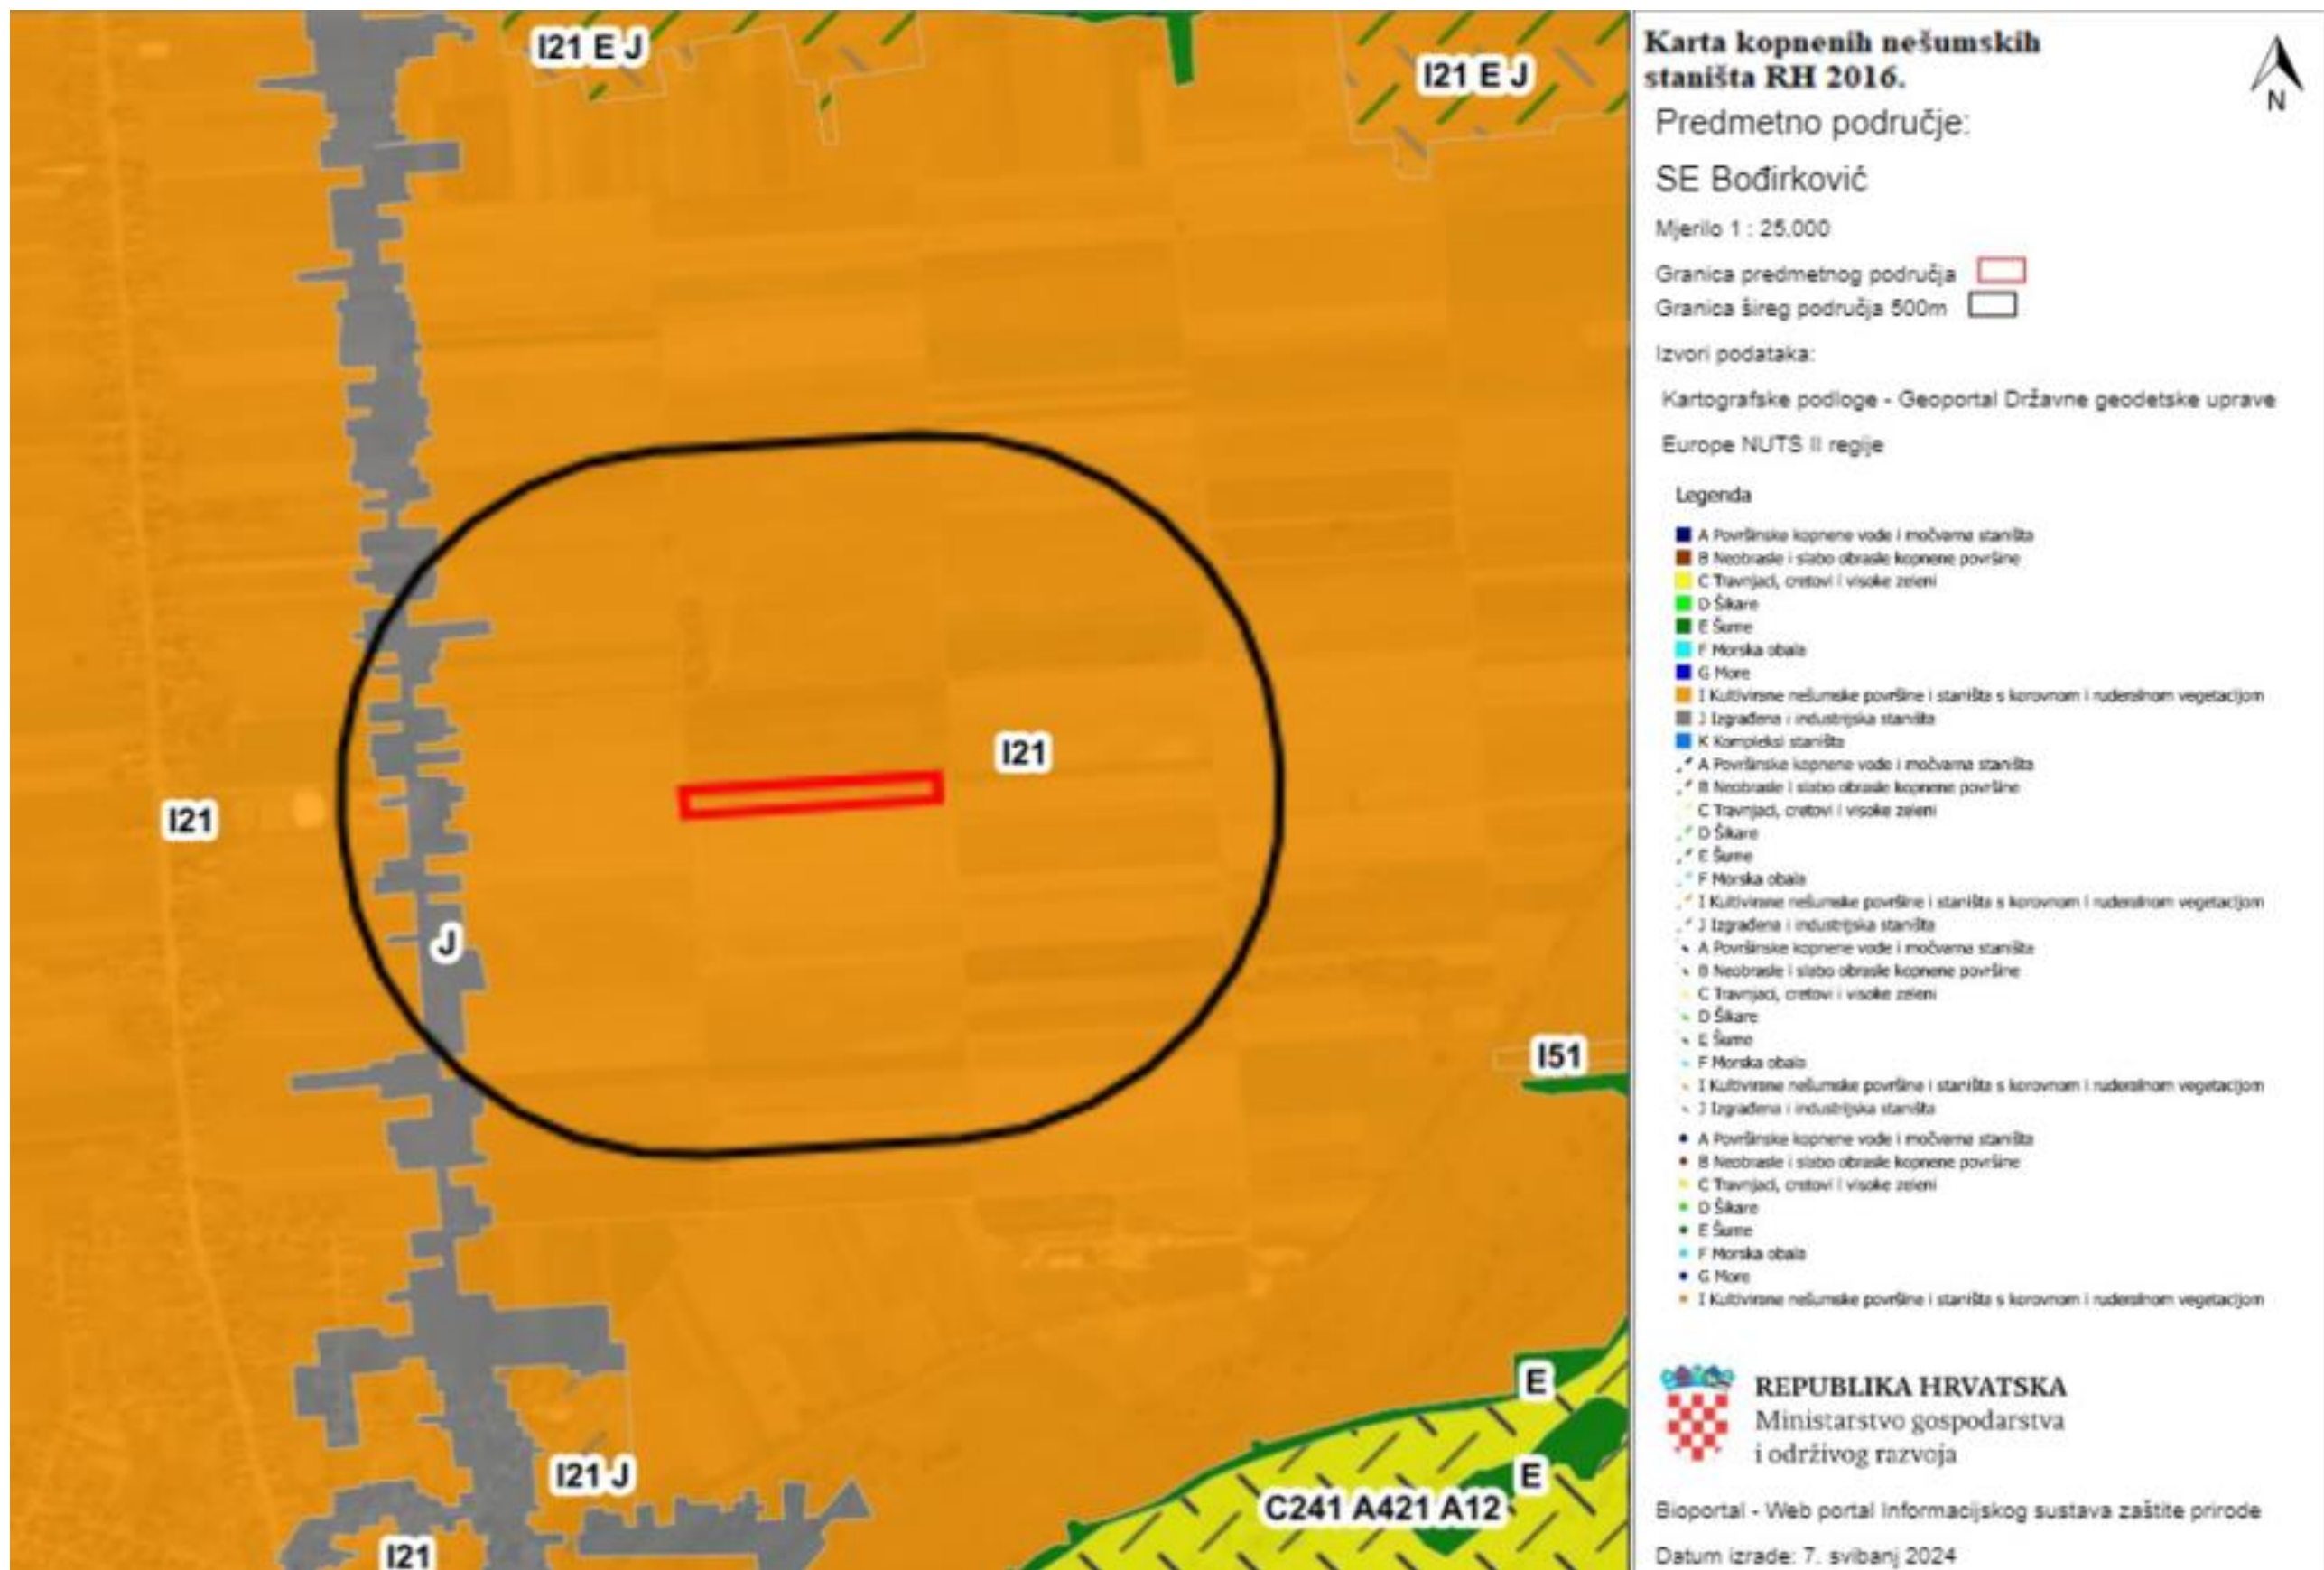 I21 E J
I21 E J
I21
I21
J
I51
E
I21 J
E
C241 A421 A12
I21
Karta kopnenih nešumskih
staništa RH 2016.
N
Predmetno područje:
SE Bođirković
Mjerilo 1 : 25.000
Granica predmetnog područja
Granica šireg područja 500m
Izvori podataka:
Kartografske podloge - Geoportal Državne geodetske uprave
Europe NUTS II regije
Legenda
A Površinske kopnene vode i močvarna staništa
B Neobrasle i slabo obrasle kopnene površine
C Travnjaci, cretovi i visoke zeleni
D Šikare
E Šume
F Morska obala
G More
I Kultivirane nešumske površine i staništa s korovnom i ruderalnom vegetacijom
J Izgrađena i industrijska staništa
K Kompleksi staništa
A Površinske kopnene vode i močvarna staništa
B Neobrasle i slabo obrasle kopnene površine
C Travnjaci, cretovi i visoke zeleni
D Šikare
E Šume
F Morska obala
I Kultivirane nešumske površine i staništa s korovnom i ruderalnom vegetacijom
J Izgrađena i industrijska staništa
A Površinske kopnene vode i močvarna staništa
B Neobrasle i slabo obrasle kopnene površine
C Travnjaci, cretovi i visoke zeleni
D Šikare
E Šume
F Morska obala
I Kultivirane nešumske površine i staništa s korovnom i ruderalnom vegetacijom
J Izgrađena i industrijska staništa
A Površinske kopnene vode i močvarna staništa
B Neobrasle i slabo obrasle kopnene površine
C Travnjaci, cretovi i visoke zeleni
D Šikare
E Šume
F Morska obala
G More
I Kultivirane nešumske površine i staništa s korovnom i ruderalnom vegetacijom
REPUBLIKA HRVATSKA
Ministarstvo gospodarstva
i održivog razvoja
Bioportal - Web portal Informacijskog sustava zaštite prirode
Datum izrade: 7. svibanj 2024